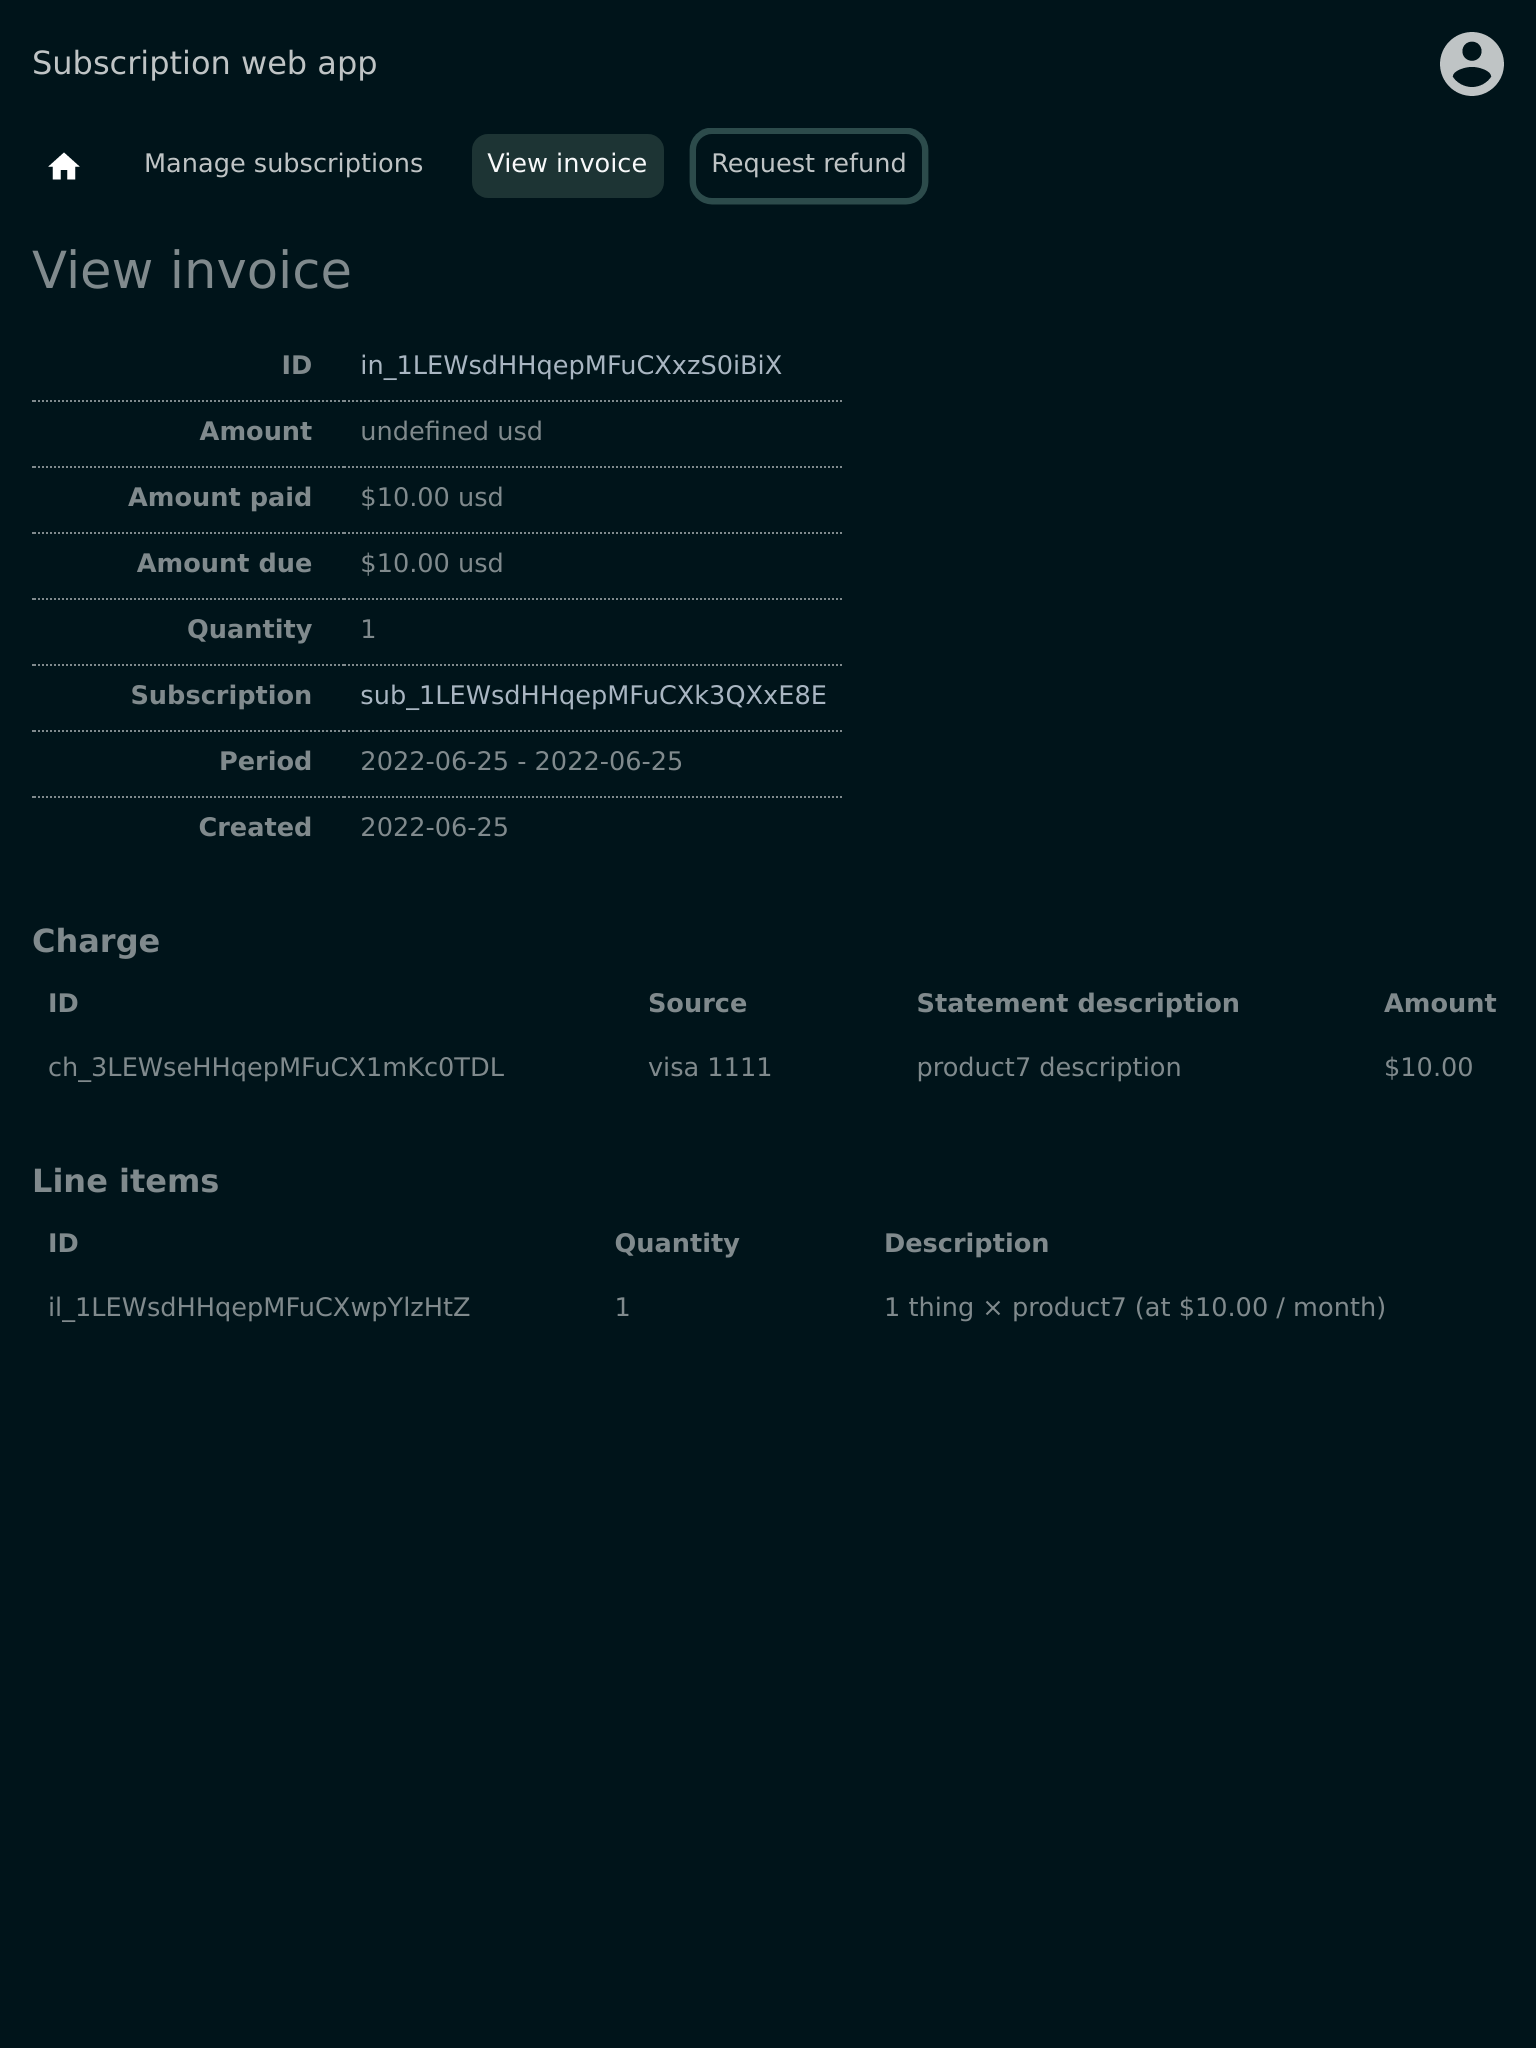 Subscription web app
Manage subscriptions View invoice Request refund
View invoice
ID in_1LEWsdHHqepMFuCXxzS0iBiX
Amount undefined usd
Amount paid $10.00 usd
Amount due $10.00 usd
Quantity 1
Subscription sub_1LEWsdHHqepMFuCXk3QXxE8E
Period 2022-06-25 - 2022-06-25
Created 2022-06-25
Charge
ID Source Statement description Amount
ch_3LEWseHHqepMFuCX1mKc0TDL visa 1111 product7 description $10.00
Line items
ID Quantity Description
il_1LEWsdHHqepMFuCXwpYlzHtZ 1 1 thing × product7 (at $10.00 / month)